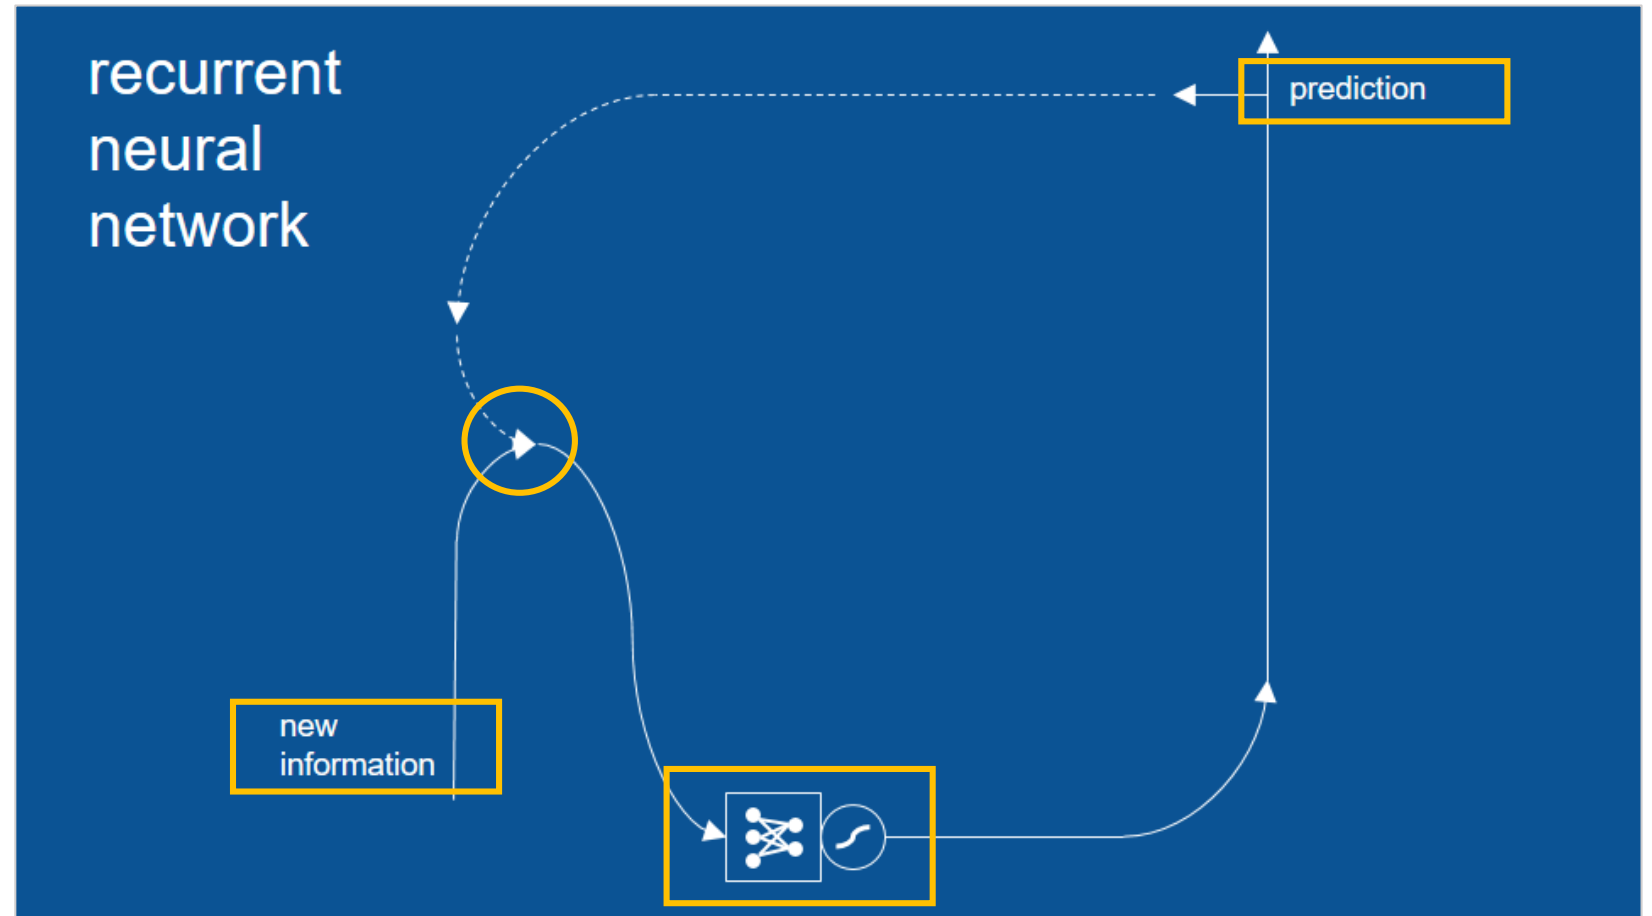 recurrent
neural
network
prediction
new
information